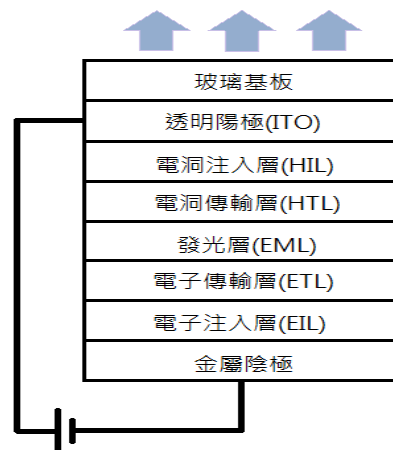 玻璃基板
透明陽極(ITO)
電洞注入層(HIL)
電洞傳輸層(HTL)
發光層(EML)
電子傳輸層(ETL)
電子注入層(EIL)
金屬陰極